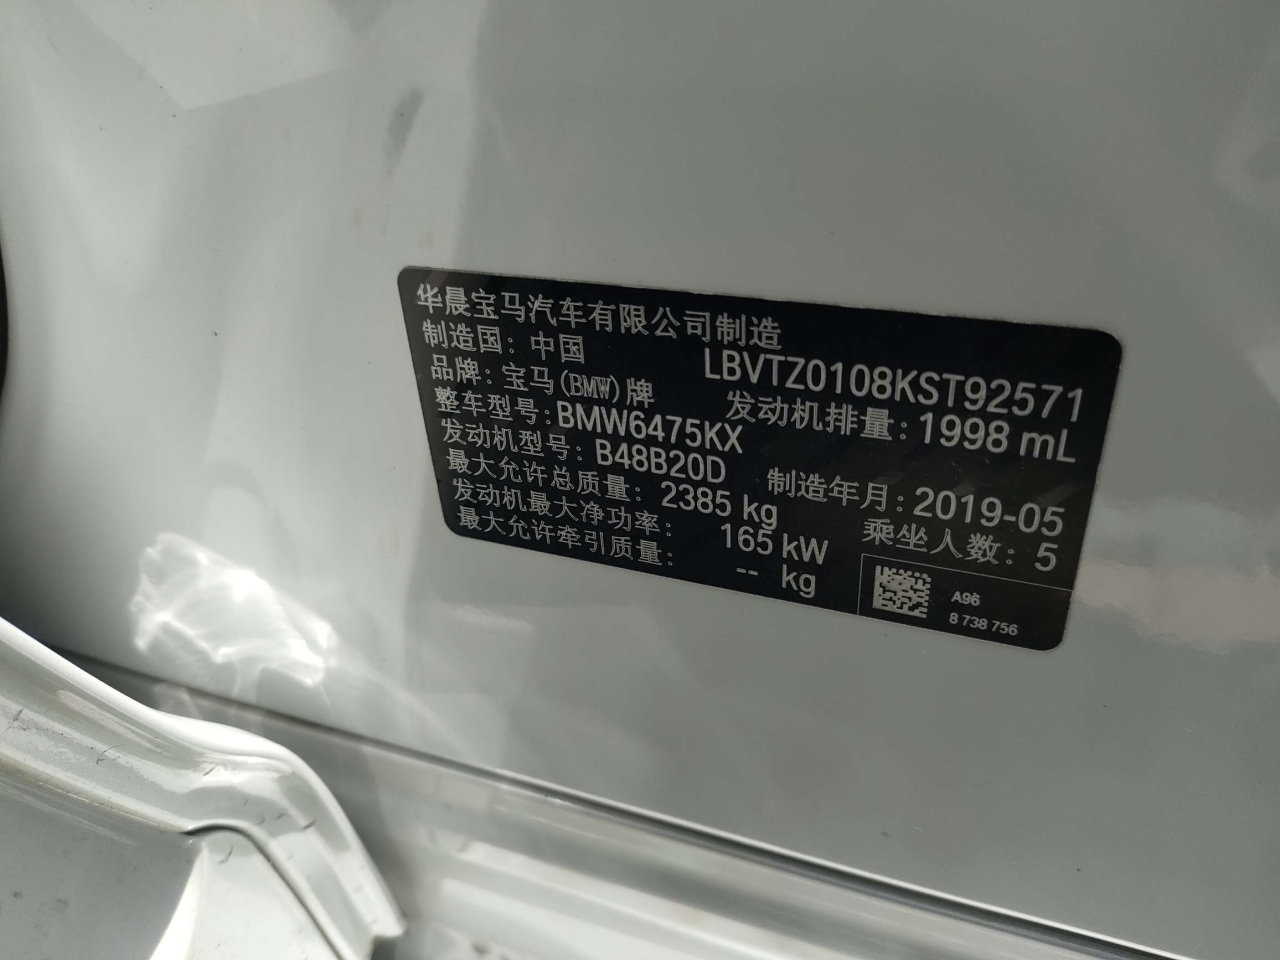 华晨宝马汽车有限公司制造
制造国：中国
LBVTZ0108KST92571
品牌：宝马(BMW)牌
发动机排量：1998 mL
整车型号：BMW6475KX
发动机型号：B48B20D
制造年月：2019-05
最大允许总质量：2385 kg
乘坐人数：5
发动机最大净功率：165 kW
最大允许牵引质量：-- kg
A96
8 738 756